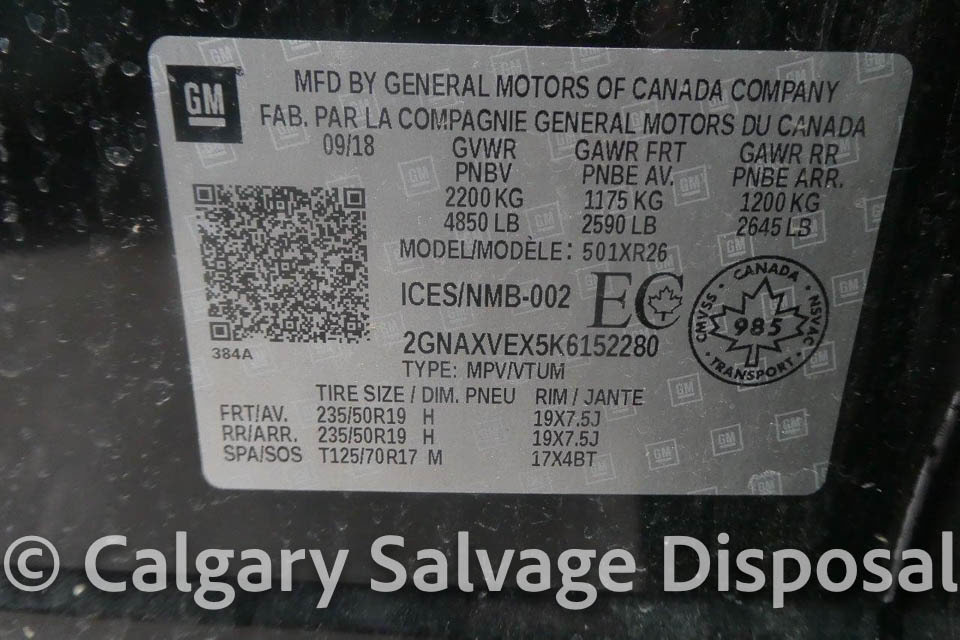 GM
MFD BY GENERAL MOTORS OF CANADA COMPANY
FAB. PAR LA COMPAGNIE GENERAL MOTORS DU CANADA
09/18 GVWR GAWR FRT GAWR RR
PNBV PNBE AV. PNBE ARR.
2200 KG 1175 KG 1200 KG
4850 LB 2590 LB 2645 LB
MODEL/MODÈLE: 501XR26
ICES/NMB-002 EC
CANADA
CMVSS 985 NSVAC
TRANSPORT
384A
2GNAXVEX5K6152280
TYPE: MPV/VTUM
TIRE SIZE / DIM. PNEU RIM / JANTE
FRT/AV. 235/50R19 H 19X7.5J
RR/ARR. 235/50R19 H 19X7.5J
SPA/SOS T125/70R17 M 17X4BT
© Calgary Salvage Disposal